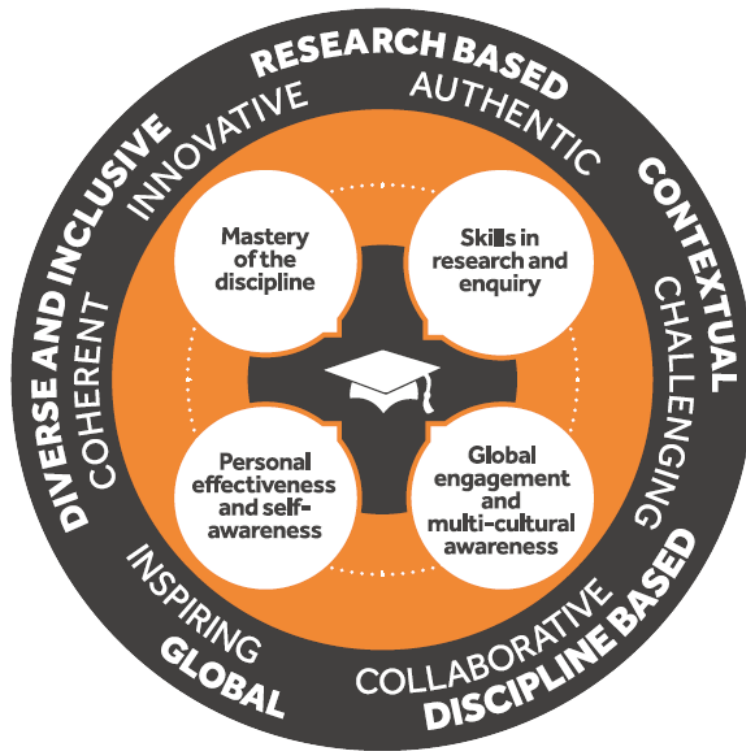 RESEARCH BASED
CONTEXTUAL
DISCIPLINE BASED
GLOBAL
DIVERSE AND INCLUSIVE
INNOVATIVE
AUTHENTIC
CHALLENGING
COLLABORATIVE
INSPIRING
COHERENT
Mastery
of the
discipline
Skills in
research and
enquiry
Personal
effectiveness
and self-
awareness
Global
engagement
and
multi-cultural
awareness